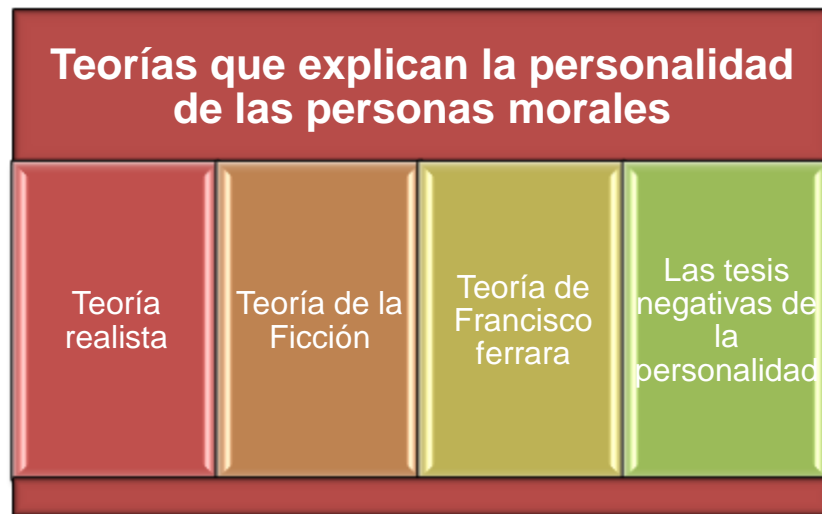 Teorías que explican la personalidad
de las personas morales
Teoría
realista
Teoría de la
Ficción
Teoría de
Francisco
ferrara
Las tesis
negativas de
la
personalidad